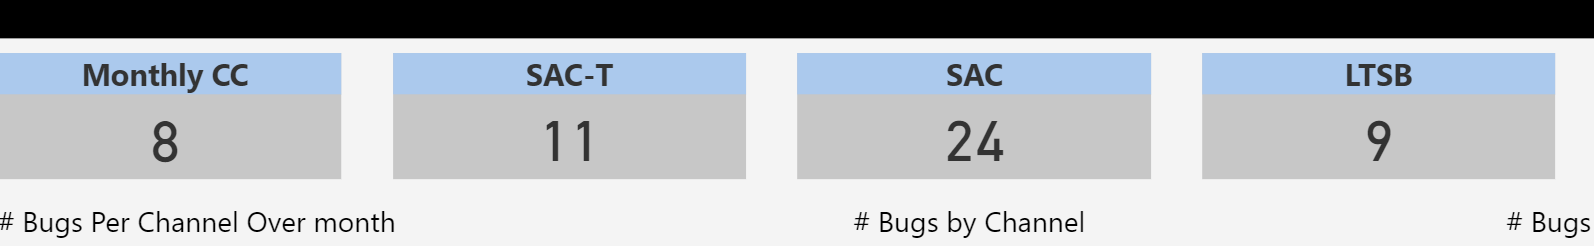 Monthly CC SAC-T SAC LTSB
8 11 24 9
# Bugs Per Channel Over month # Bugs by Channel # Bugs